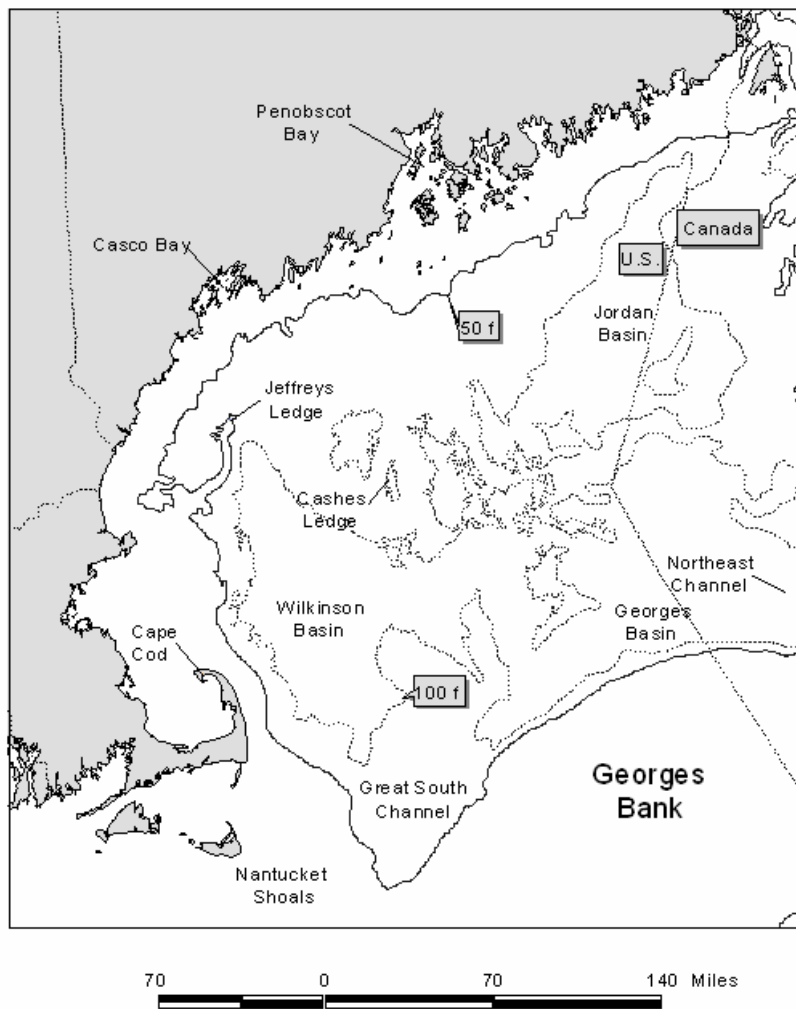 Penobscot
Bay
Casco Bay
Canada
U.S.
Jordan
Basin
50 f
Jeffreys
Ledge
Cashes
Ledge
Northeast
Channel
Wilkinson
Basin
Georges
Basin
Cape
Cod
100 f
Great South
Channel
Georges
Bank
Nantucket
Shoals
70 0 70 140 Miles